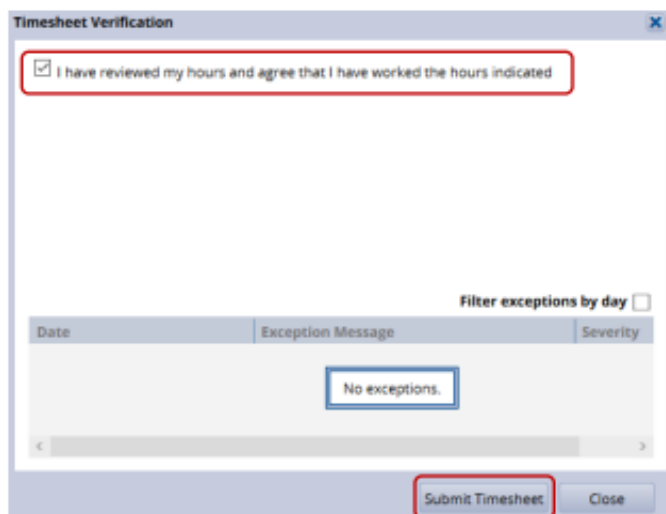 Timesheet Verification
I have reviewed my hours and agree that I have worked the hours indicated
Filter exceptions by day
Date Exception Message Severity
No exceptions.
Submit Timesheet Close